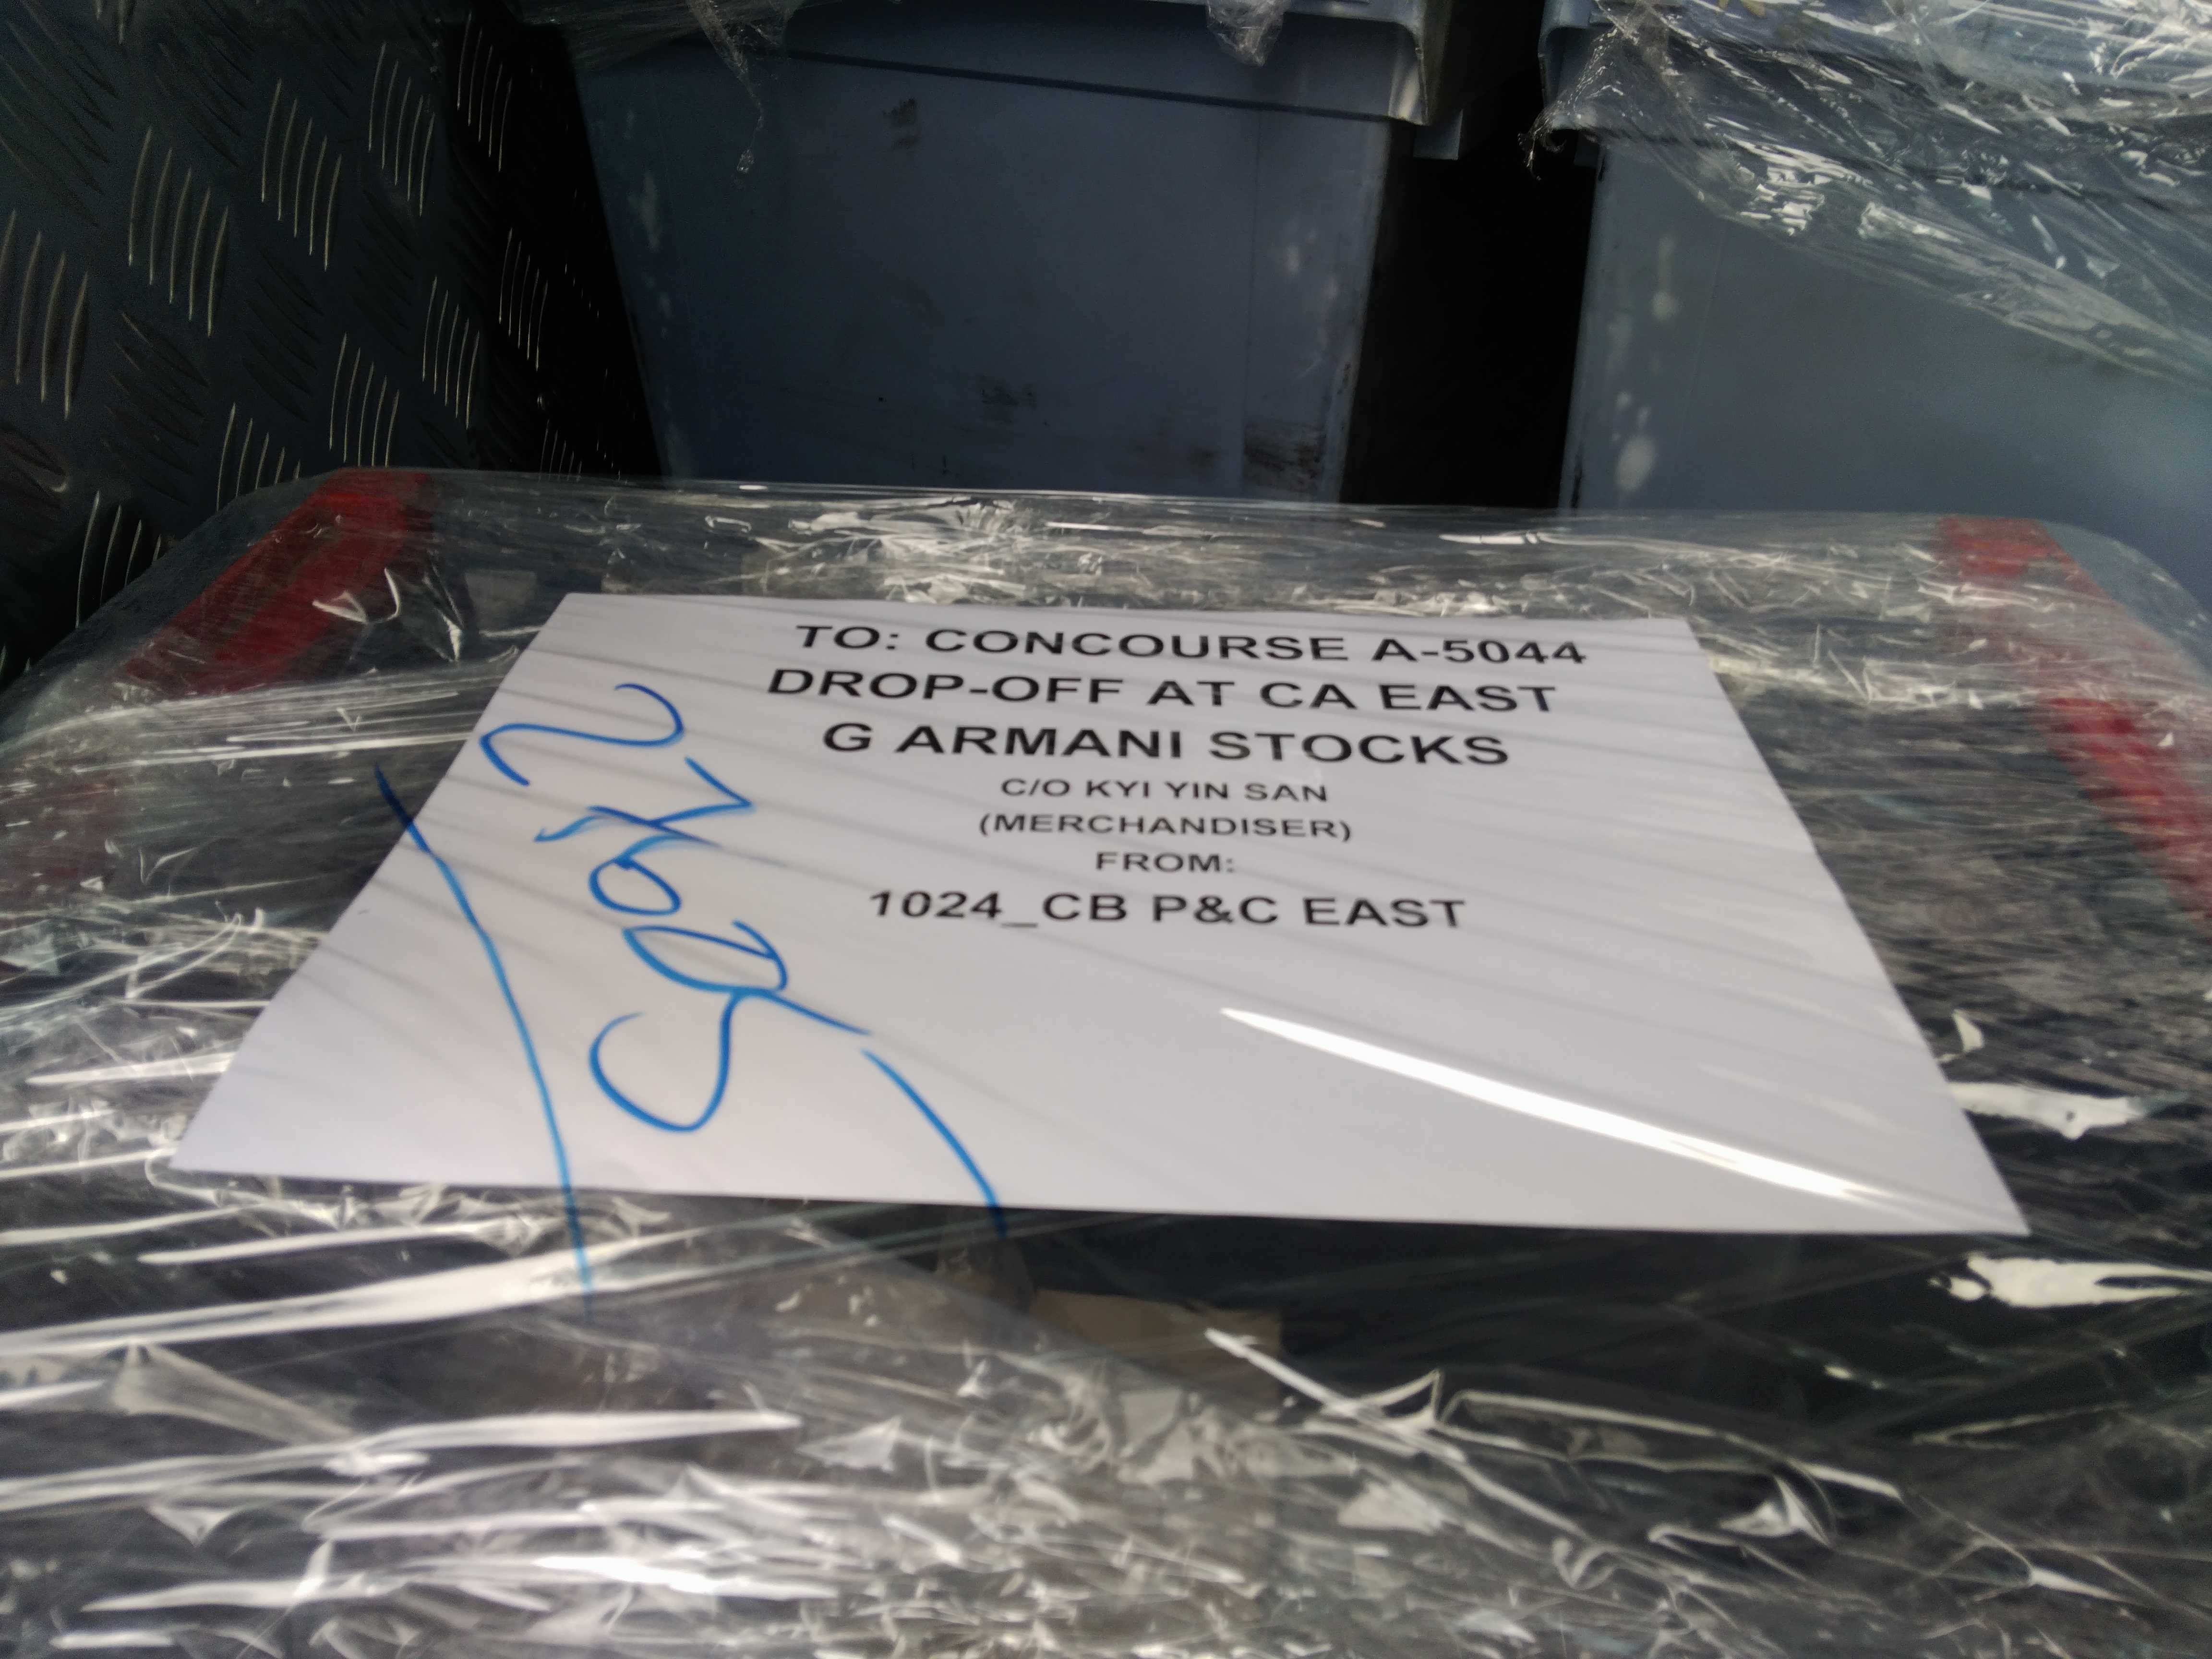 TO: CONCOURSE A-5044
DROP-OFF AT CA EAST
G ARMANI STOCKS
C/O KYI YIN SAN
(MERCHANDISER)
FROM:
1024_CB P&C EAST